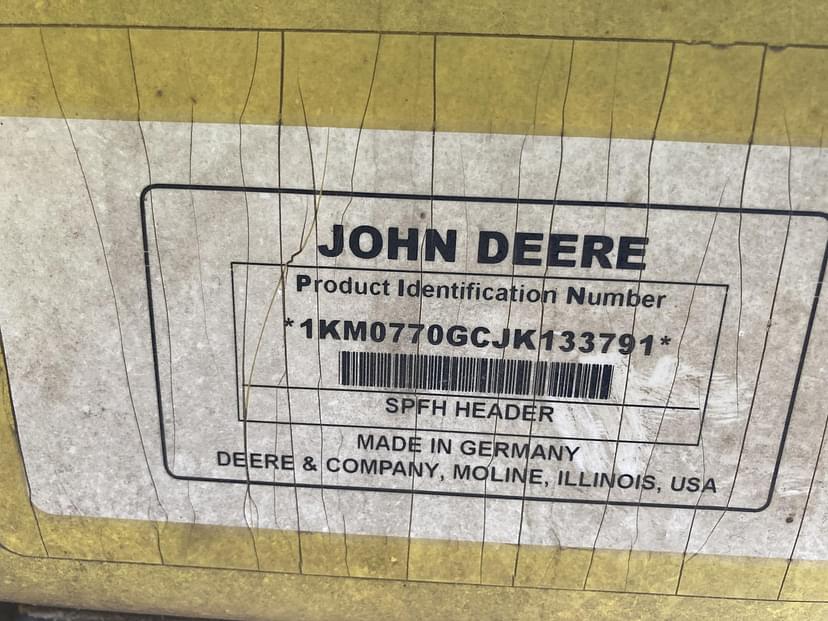 JOHN DEERE
Product Identification Number
*1KM0770GCJK133791*
SPFH HEADER
MADE IN GERMANY
DEERE & COMPANY, MOLINE, ILLINOIS, USA